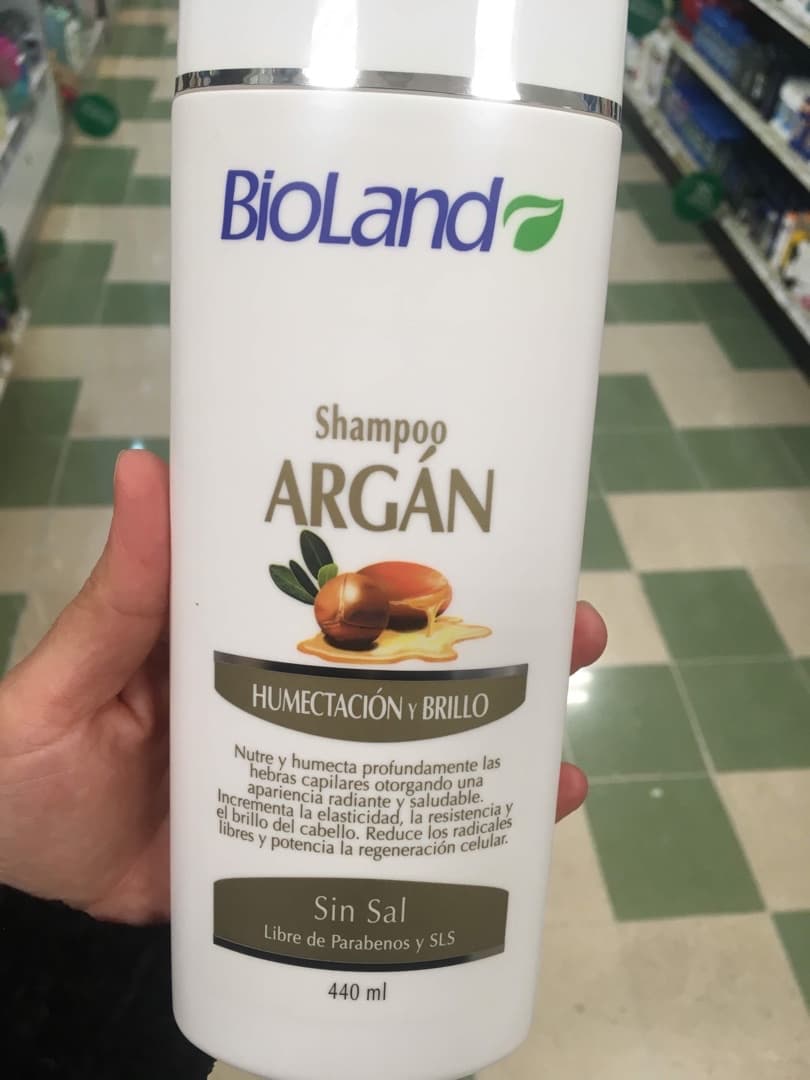 BioLand
Shampoo
ARGÁN
HUMECTACIÓN Y BRILLO
Nutre y humecta profundamente las
hebras capilares otorgando una
apariencia radiante y saludable.
Incrementa la elasticidad, la resistencia y
el brillo del cabello. Reduce los radicales
libres y potencia la regeneración celular.
Sin Sal
Libre de Parabenos y SLS
440 ml